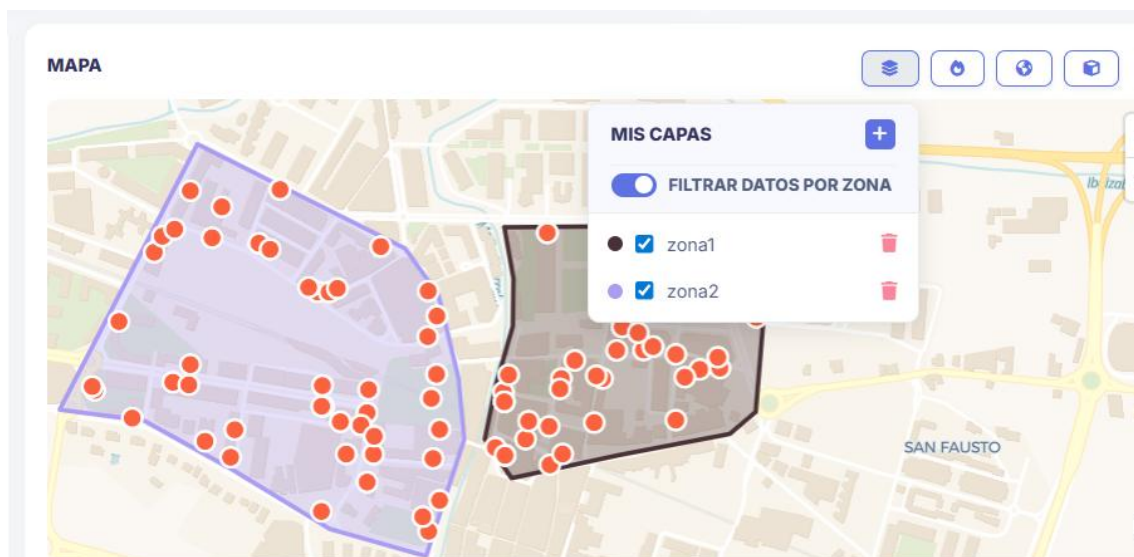 MAPA
MIS CAPAS
FILTRAR DATOS POR ZONA
zona1
zona2
SAN FAUSTO